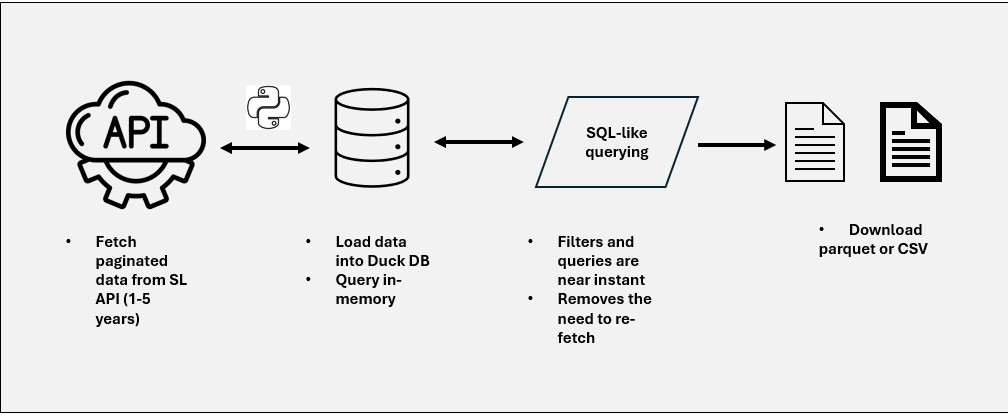 API
SQL-like
querying
• Fetch
paginated
data from SL
API (1-5
years)
• Load data
into Duck DB
• Query in-
memory
• Filters and
queries are
near instant
• Removes the
need to re-
fetch
• Download
parquet or CSV